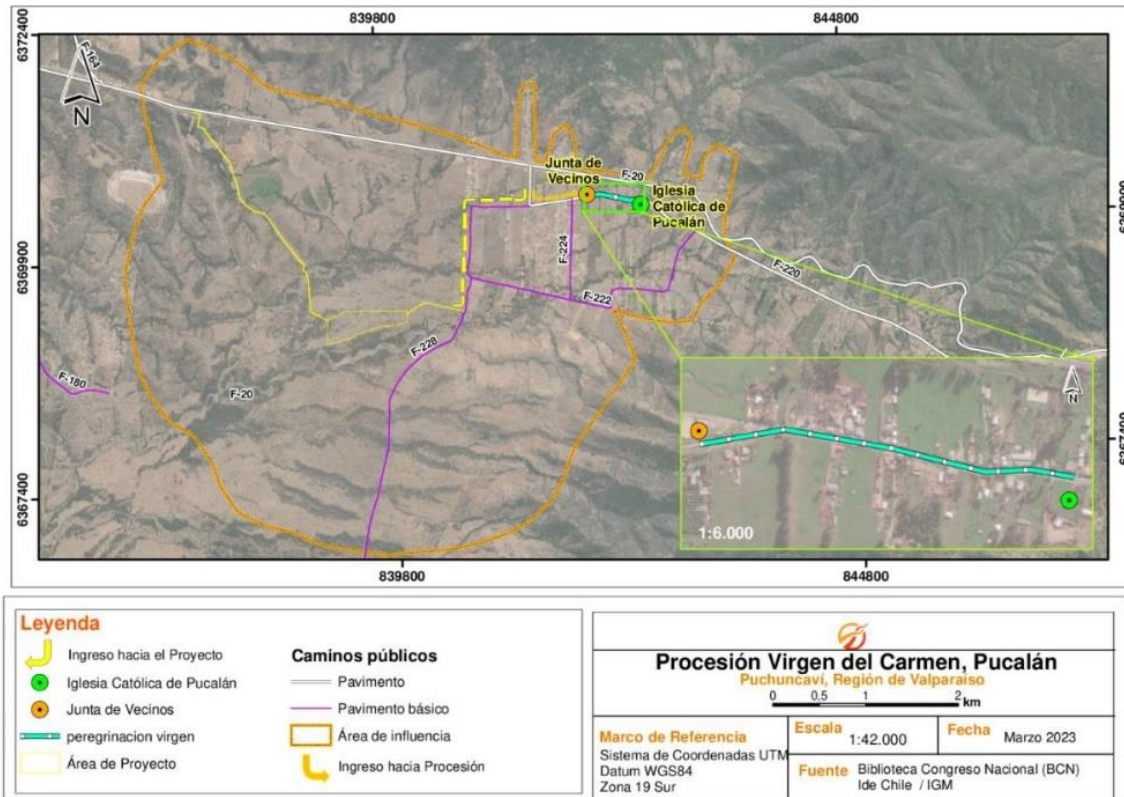 839800
844800
6372400
F-164
N
Junta de
Vecinos
F-20
Iglesia
Católica de
Pucalán
6369900
6369900
F-224
F-220
F-222
F-228
F-180
F-20
N
6367400
6367400
1:6.000
839800
844800
Leyenda
Ingreso hacia el Proyecto
Iglesia Católica de Pucalán
Junta de Vecinos
peregrinacion virgen
Área de Proyecto
Caminos públicos
Pavimento
Pavimento básico
Área de influencia
Ingreso hacia Procesión
Procesión Virgen del Carmen, Pucalán
Puchuncaví, Región de Valparaíso
0 0.5 1 2 km
Marco de Referencia
Sistema de Coordenadas UTM
Datum WGS84
Zona 19 Sur
Escala 1:42.000
Fecha Marzo 2023
Fuente Biblioteca Congreso Nacional (BCN)
Ide Chile / IGM